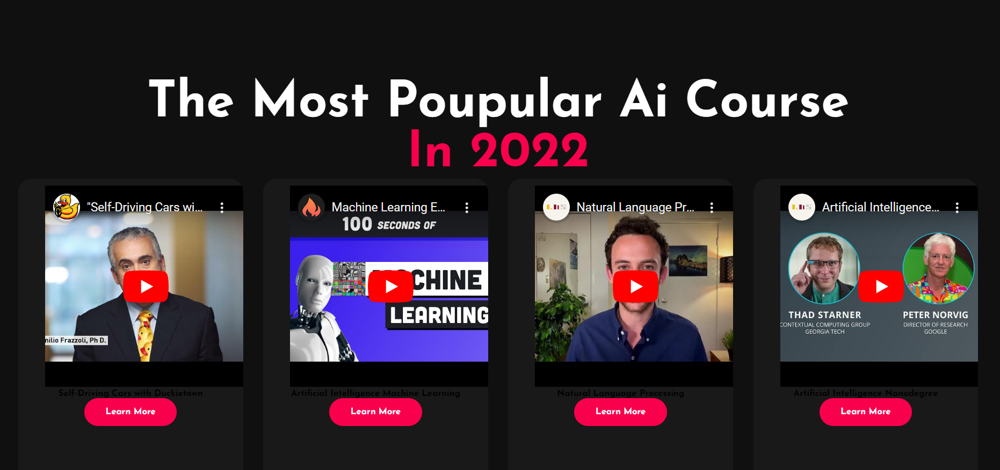 The Most Poupular Ai Course
In 2022
"Self-Driving Cars wi...
milio Frazzoli, Ph D.
Self-Driving Cars with Duckietown
Learn More
Machine Learning E...
100 SECONDS OF
MACHINE
LEARNING
Artificial Intelligence Machine Learning
Learn More
Natural Language Pr...
Natural Language Processing
Learn More
Artificial Intelligence...
THAD STARNER
CONTEXTUAL COMPUTING GROUP
GEORGIA TECH
PETER NORVIG
DIRECTOR OF RESEARCH
GOOGLE
Artificial Intelligence Nanodegree
Learn More